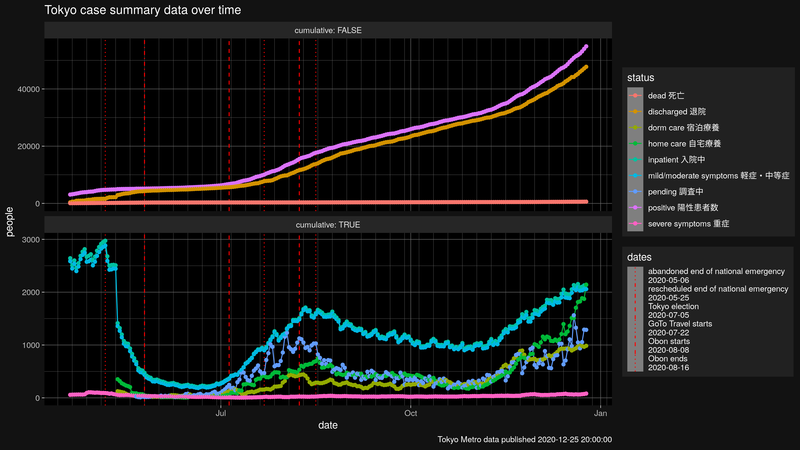 Tokyo case summary data over time
cumulative: FALSE
40000
20000
0
cumulative: TRUE
3000
2000
1000
0
people
Jul
Oct
Jan
date
status
dead 死亡
discharged 退院
dorm care 宿泊療養
home care 自宅療養
inpatient 入院中
mild/moderate symptoms 軽症・中等症
pending 調査中
positive 陽性患者数
severe symptoms 重症
dates
abandoned end of national emergency
2020-05-06
rescheduled end of national emergency
2020-05-25
Tokyo election
2020-07-05
GoTo Travel starts
2020-07-22
Obon starts
2020-08-08
Obon ends
2020-08-16
Tokyo Metro data published 2020-12-25 20:00:00